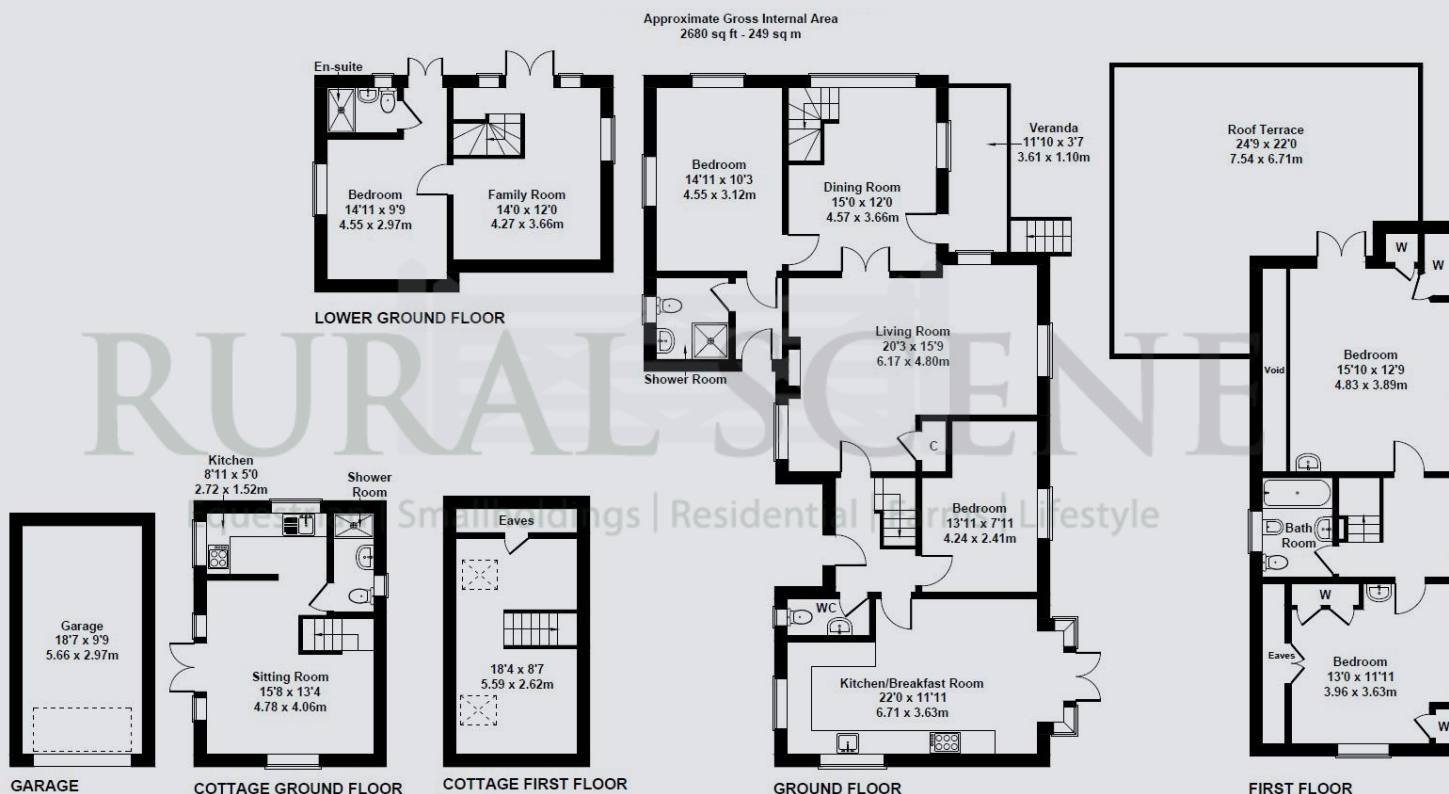 Approximate Gross Internal Area
2680 sq ft - 249 sq m
En-suite
Bedroom
14'11 x 9'9
4.55 x 2.97m
Family Room
14'0 x 12'0
4.27 x 3.66m
LOWER GROUND FLOOR
Bedroom
14'11 x 10'3
4.55 x 3.12m
Dining Room
15'0 x 12'0
4.57 x 3.66m
Veranda
11'10 x 3'7
3.61 x 1.10m
Living Room
20'3 x 15'9
6.17 x 4.80m
Shower Room
C
Bedroom
13'11 x 7'11
4.24 x 2.41m
WC
Kitchen/Breakfast Room
22'0 x 11'11
6.71 x 3.63m
GROUND FLOOR
Roof Terrace
24'9 x 22'0
7.54 x 6.71m
W
W
Void
Bedroom
15'10 x 12'9
4.83 x 3.89m
Bath
Room
W
Eaves
Bedroom
13'0 x 11'11
3.96 x 3.63m
W
FIRST FLOOR
RURAL SCENE
Equestrian | Smallholdings | Residential | Farms | Lifestyle
Garage
18'7 x 9'9
5.66 x 2.97m
GARAGE
Kitchen
8'11 x 5'0
2.72 x 1.52m
Shower
Room
Sitting Room
15'8 x 13'4
4.78 x 4.06m
COTTAGE GROUND FLOOR
Eaves
18'4 x 8'7
5.59 x 2.62m
COTTAGE FIRST FLOOR